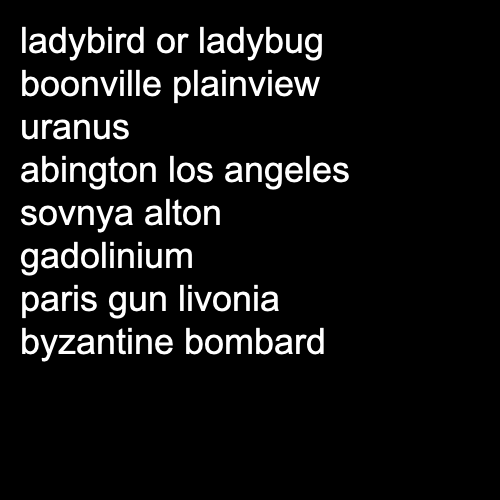 ladybird or ladybug
boonville plainview
uranus
abington los angeles
sovnya alton
gadolinium
paris gun livonia
byzantine bombard